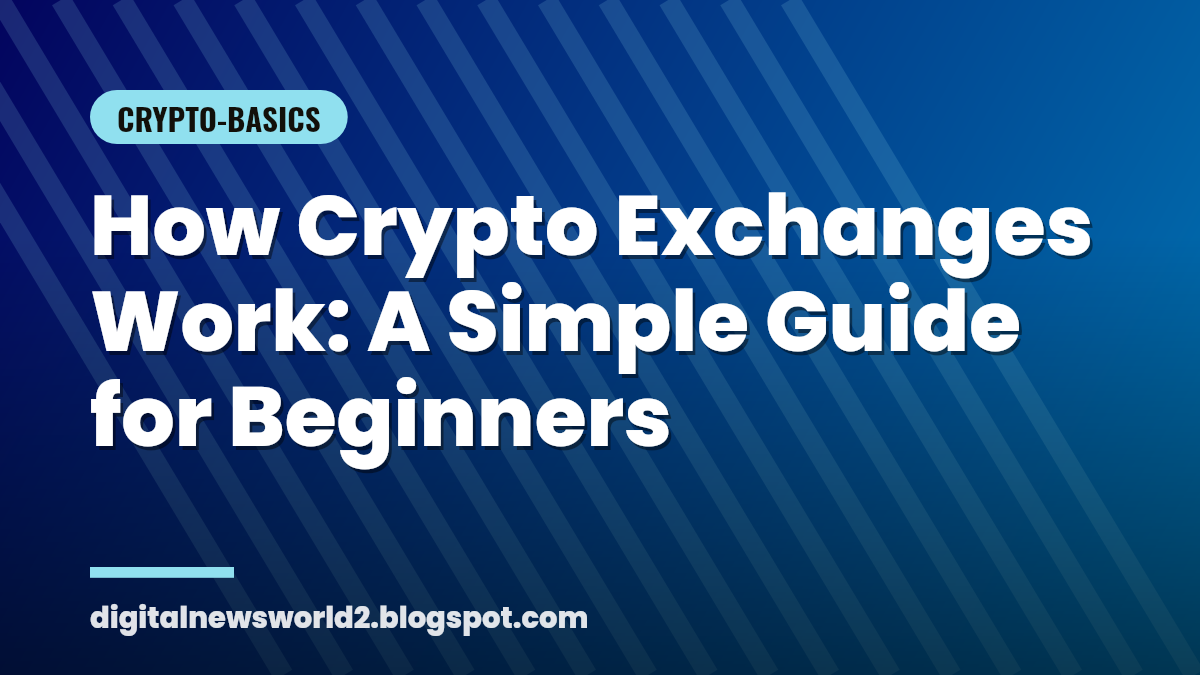 CRYPTO-BASICS
How Crypto Exchanges
Work: A Simple Guide
for Beginners
digitalnewsworld2.blogspot.com